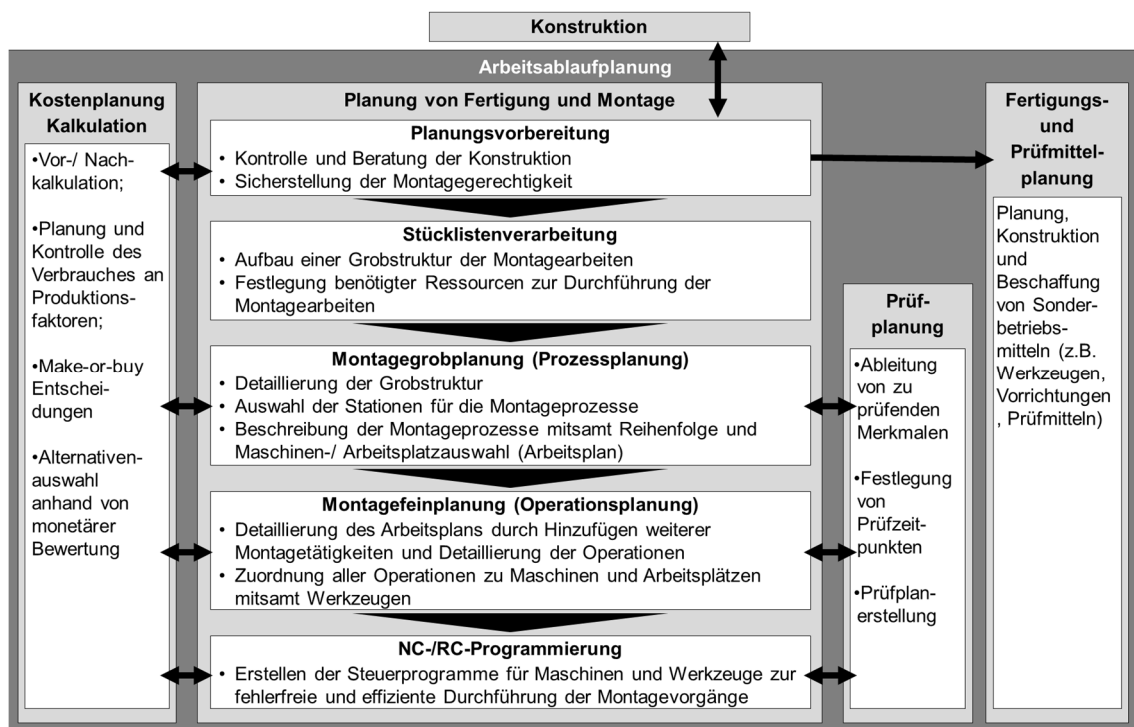 Konstruktion
Arbeitsablaufplanung
Kostenplanung
Kalkulation
•Vor-/ Nach-
kalkulation;
•Planung und
Kontrolle des
Verbrauches an
Produktions-
faktoren;
•Make-or-buy
Entschei-
dungen
•Alternativen-
auswahl
anhand von
monetärer
Bewertung
Planung von Fertigung und Montage
Planungsvorbereitung
• Kontrolle und Beratung der Konstruktion
• Sicherstellung der Montagegerechtigkeit
Stücklistenverarbeitung
• Aufbau einer Grobstruktur der Montagearbeiten
• Festlegung benötigter Ressourcen zur Durchführung der
Montagearbeiten
Montagegrobplanung (Prozessplanung)
• Detaillierung der Grobstruktur
• Auswahl der Stationen für die Montageprozesse
• Beschreibung der Montageprozesse mitsamt Reihenfolge und
Maschinen-/ Arbeitsplatzauswahl (Arbeitsplan)
Montagefeinplanung (Operationsplanung)
• Detaillierung des Arbeitsplans durch Hinzufügen weiterer
Montagetätigkeiten und Detaillierung der Operationen
• Zuordnung aller Operationen zu Maschinen und Arbeitsplätzen
mitsamt Werkzeugen
NC-/RC-Programmierung
• Erstellen der Steuerprogramme für Maschinen und Werkzeuge zur
fehlerfreie und effiziente Durchführung der Montagevorgänge
Prüf-
planung
•Ableitung
von zu
prüfenden
Merkmalen
•Festlegung
von
Prüfzeit-
punkten
•Prüfplan-
erstellung
Fertigungs-
und
Prüfmittel-
planung
Planung,
Konstruktion
und
Beschaffung
von Sonder-
betriebs-
mitteln (z.B.
Werkzeugen,
Vorrichtungen
, Prüfmitteln)